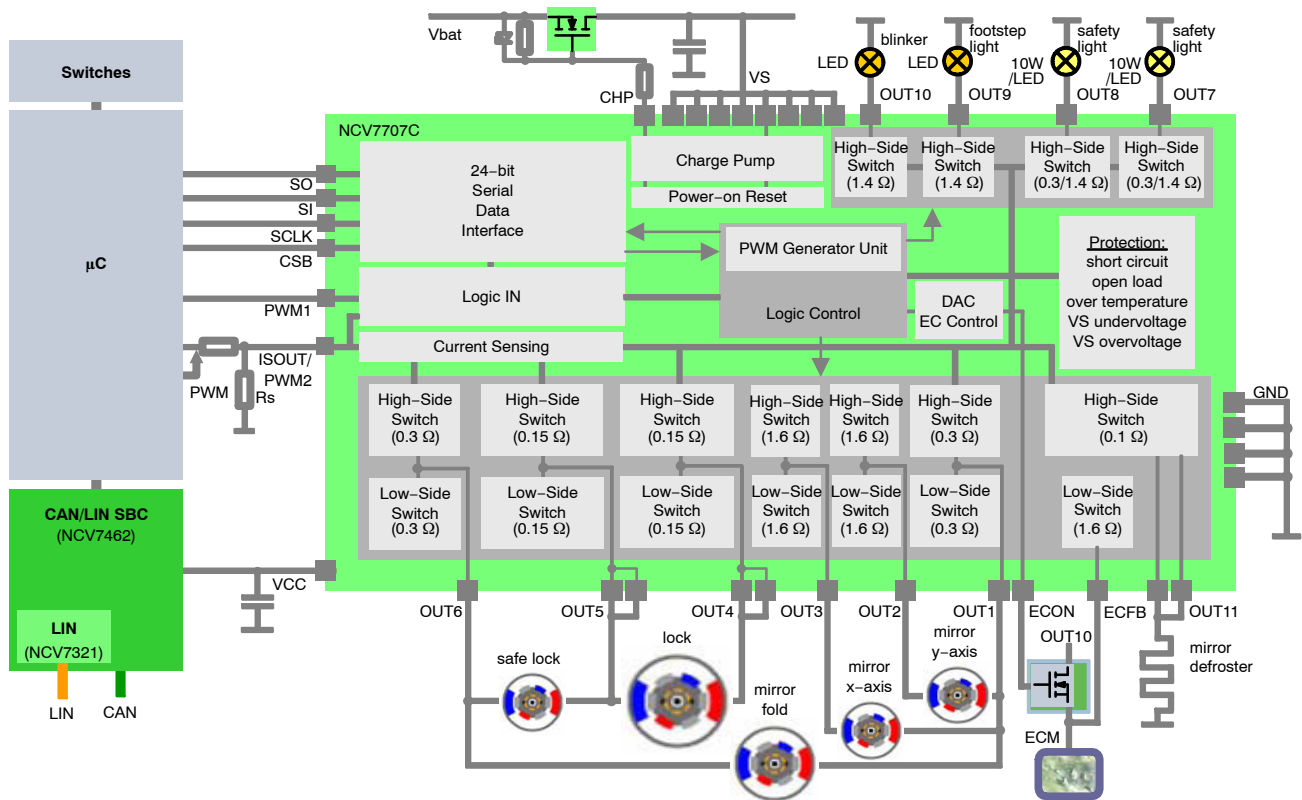 Vbat
CHP
VS
blinker
LED
OUT10
footstep
light
LED
OUT9
safety
light
10W
/LED
OUT8
safety
light
10W
/LED
OUT7
Switches
μC
CAN/LIN SBC
(NCV7462)
LIN
(NCV7321)
LIN
CAN
NCV7707C
SO
SI
SCLK
CSB
PWM1
ISOUT/
PWM2
PWM
Rs
VCC
24−bit
Serial
Data
Interface
Logic IN
Current Sensing
Charge Pump
Power−on Reset
High−Side
Switch
(1.4 Ω)
High−Side
Switch
(1.4 Ω)
High−Side
Switch
(0.3/1.4 Ω)
High−Side
Switch
(0.3/1.4 Ω)
PWM Generator Unit
Logic Control
DAC
EC Control
Protection:
short circuit
open load
over temperature
VS undervoltage
VS overvoltage
GND
High−Side
Switch
(0.3 Ω)
High−Side
Switch
(0.15 Ω)
High−Side
Switch
(0.15 Ω)
High−Side
Switch
(1.6 Ω)
High−Side
Switch
(1.6 Ω)
High−Side
Switch
(0.3 Ω)
High−Side
Switch
(0.1 Ω)
Low−Side
Switch
(0.3 Ω)
Low−Side
Switch
(0.15 Ω)
Low−Side
Switch
(0.15 Ω)
Low−Side
Switch
(1.6 Ω)
Low−Side
Switch
(1.6 Ω)
Low−Side
Switch
(0.3 Ω)
Low−Side
Switch
(1.6 Ω)
OUT6
OUT5
OUT4
OUT3
OUT2
OUT1
ECON
ECFB
OUT11
safe lock
lock
mirror
fold
mirror
x−axis
mirror
y−axis
OUT10
ECM
mirror
defroster